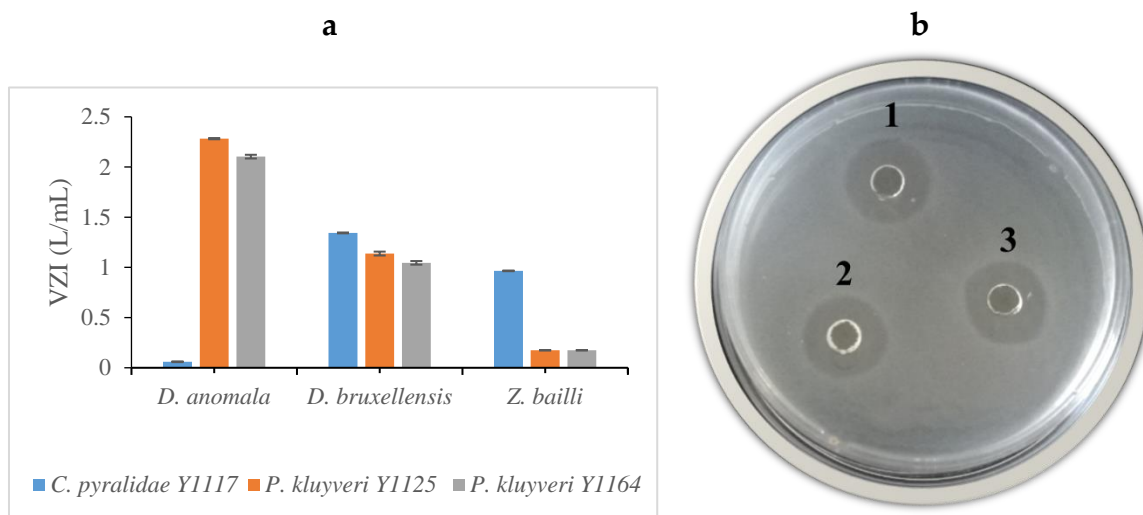 a
b
2.5
2
1.5
1
0.5
0
VZI (L/mL)
D. anomala D. bruxellensis Z. bailli
C. pyralidae Y1117 P. kluyveri Y1125 P. kluyveri Y1164
1
2
3